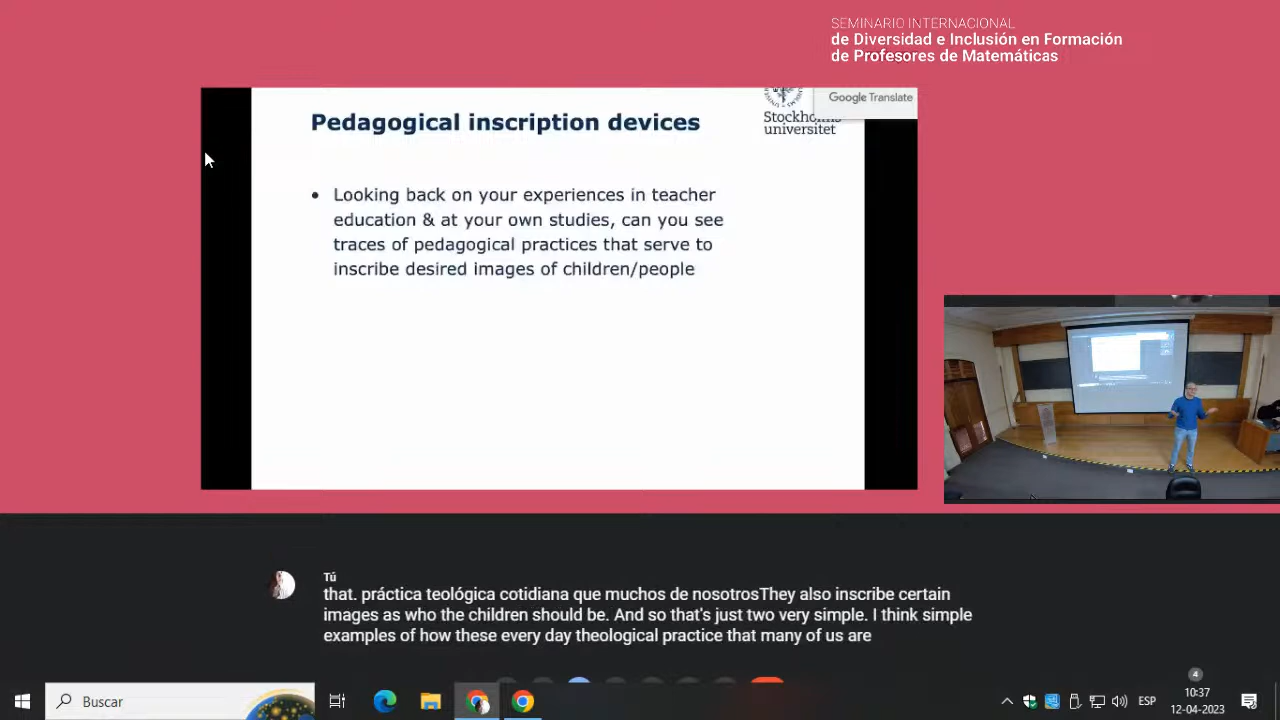 SEMINARIO INTERNACIONAL
de Diversidad e Inclusión en Formación
de Profesores de Matemáticas
Google Translate
Stockholms
universitet
Pedagogical inscription devices
• Looking back on your experiences in teacher
education & at your own studies, can you see
traces of pedagogical practices that serve to
inscribe desired images of children/people
Tú
that. práctica teológica cotidiana que muchos de nosotrosThey also inscribe certain
images as who the children should be. And so that's just two very simple. I think simple
examples of how these every day theological practice that many of us are
Buscar
4
ESP
10:37
12-04-2023